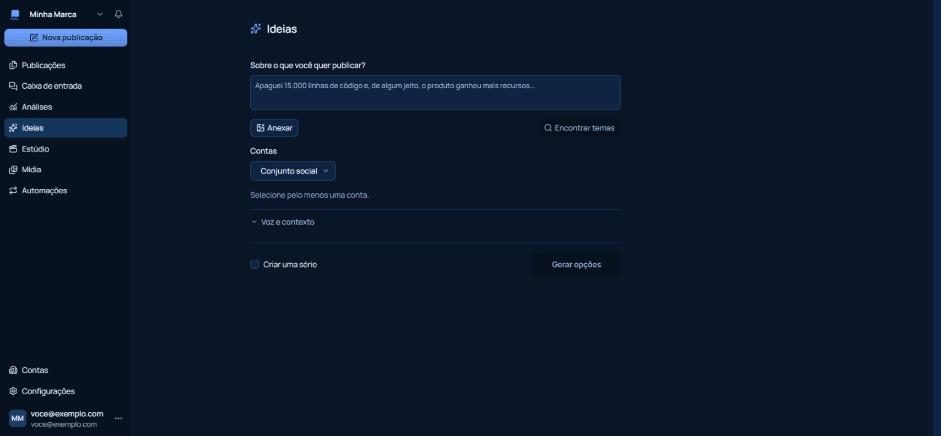 Minha Marca
Nova publicação
Publicações
Caixa de entrada
Análises
Ideias
Estúdio
Mídia
Automações
Contas
Configurações
MM
voce@exemplo.com
voce@exemplo.com
Ideias
Sobre o que você quer publicar?
Apaguei 15.000 linhas de código e, de algum jeito, o produto ganhou mais recursos...
Anexar
Encontrar temas
Contas
Conjunto social
Selecione pelo menos uma conta.
Voz e contexto
Criar uma série
Gerar opções